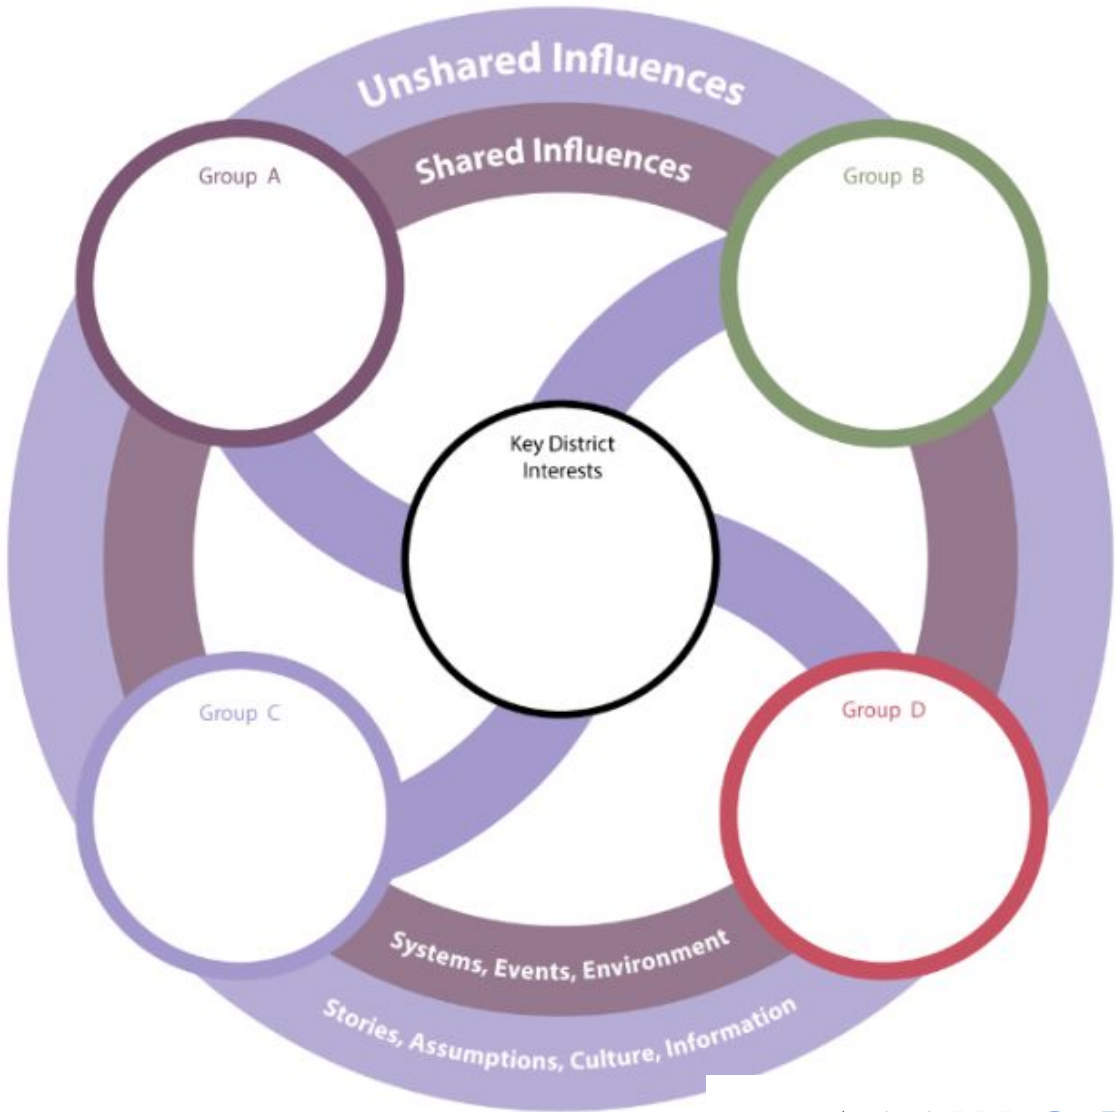 Unshared Influences
Shared Influences
Group A
Group B
Key District
Interests
Group C
Group D
Systems, Events, Environment
Stories, Assumptions, Culture, Information